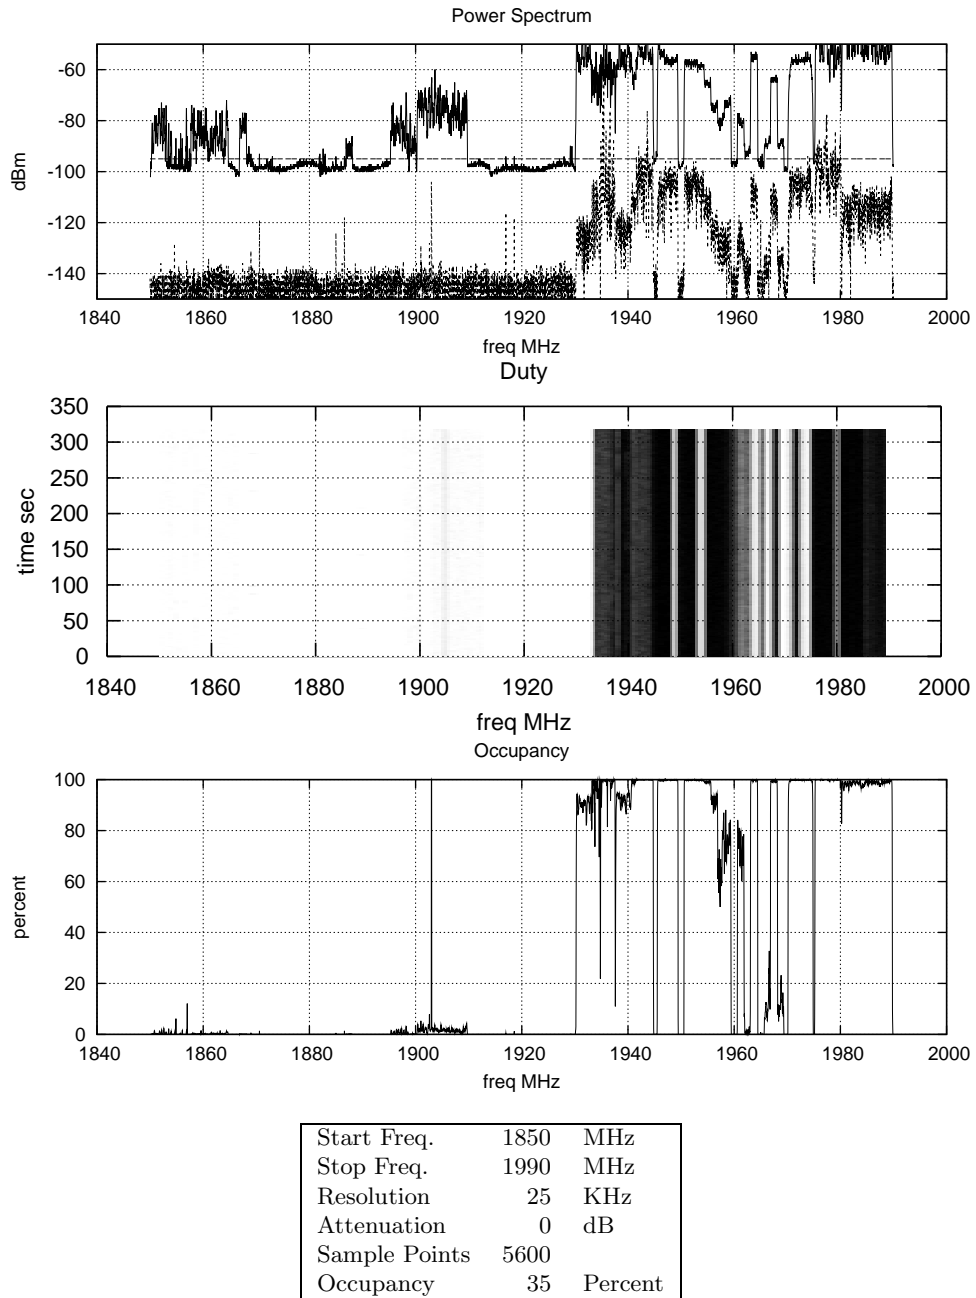 Power Spectrum
-60
-80
-100
-120
-140
dBm
1840 1860 1880 1900 1920 1940 1960 1980 2000
freq MHz
Duty
350
300
250
200
150
100
50
0
time sec
1840 1860 1880 1900 1920 1940 1960 1980 2000
freq MHz
Occupancy
100
80
60
40
20
0
percent
1840 1860 1880 1900 1920 1940 1960 1980 2000
freq MHz
Start Freq. 1850 MHz
Stop Freq. 1990 MHz
Resolution 25 KHz
Attenuation 0 dB
Sample Points 5600
Occupancy 35 Percent